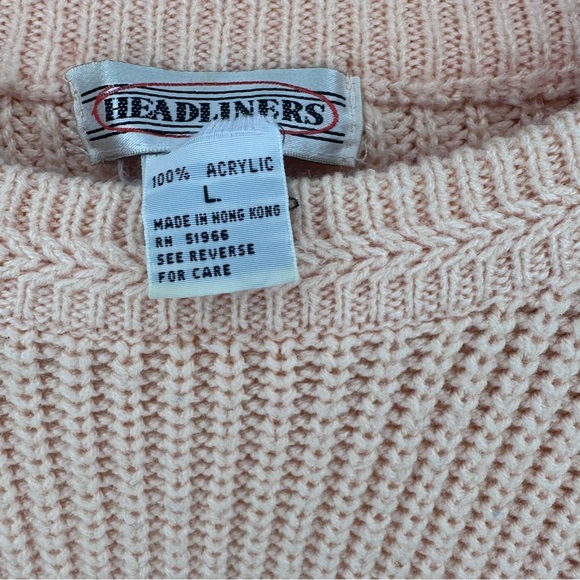 HEADLINERS
100% ACRYLIC
L
MADE IN HONG KONG
RN 51966
SEE REVERSE
FOR CARE